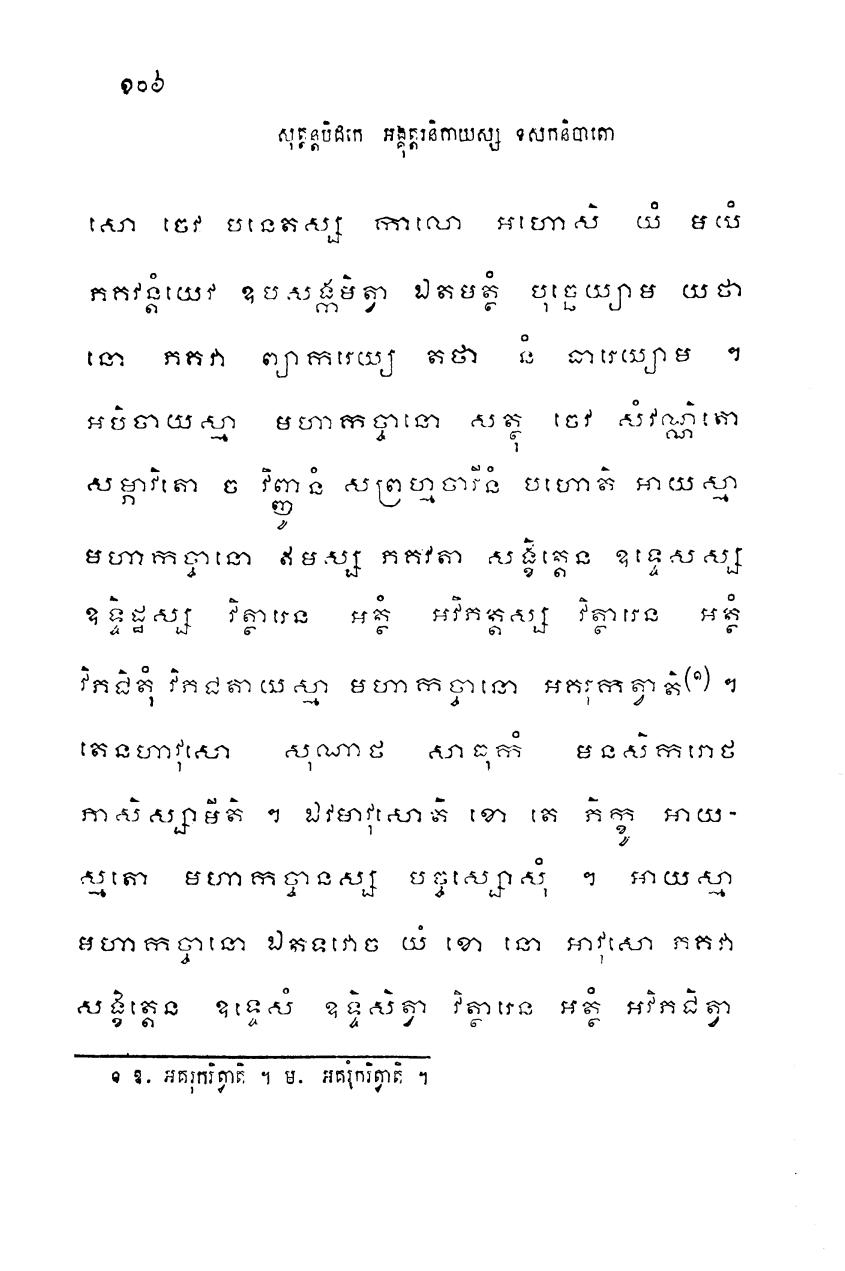 ១០៦
សុត្តន្តបិដកេ អង្គុត្តរនិកាយស្ស ទសកនិបាតោ
សោ ចេវ បនេតស្ស កាលោ អហោសិ យំ មយំ
ភគវន្តំយេវ ឧបសង្កមិត្វា ឯតមត្ថំ បុច្ឆេយ្យាម យថា
នោ ភគវា ព្យាករេយ្យ តថា នំ ធារេយ្យាម ។
អបិចាយស្មា មហាកច្ចានោ សត្ថុ ចេវ សំវណ្ណិតោ
សម្ភាវិតោ ច វិញ្ញូនំ សព្រហ្មចារីនំ បហោតិ អាយស្មា
មហាកច្ចានោ ឥមស្ស ភគវតា សង្ខិត្តេន ឧទ្ទេសស្ស
ឧទ្ទិដ្ឋស្ស វិត្ថារេន អត្ថំ អវិភត្តស្ស វិត្ថារេន អត្ថំ
វិភជិតុំ វិភជតាយស្មា មហាកច្ចានោ អគរុកត្វាតិ(១) ។
តេនហាវុសោ សុណាថ សាធុកំ មនសិករោថ
ភាសិស្សាមីតិ ។ ឯវមាវុសោតិ ខោ តេ ភិក្ខូ អាយ-
ស្មតោ មហាកច្ចានស្ស បច្ចស្សោសុំ ។ អាយស្មា
មហាកច្ចានោ ឯតទវោច យំ ខោ នោ អាវុសោ ភគវា
សង្ខិត្តេន ឧទ្ទេសំ ឧទ្ទិសិត្វា វិត្ថារេន អត្ថំ អវិភជិត្វា
១ ឱ. អគរុករិត្វាតិ ។ ម. អគរុំករិត្វាតិ ។